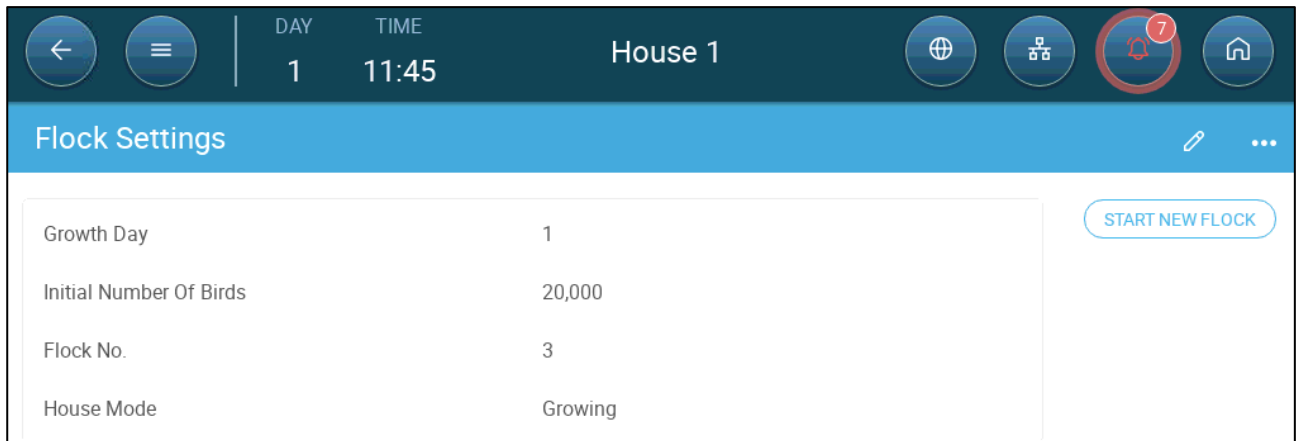 DAY TIME 7
1 11:45 House 1
Flock Settings
START NEW FLOCK
Growth Day 1
Initial Number Of Birds 20,000
Flock No. 3
House Mode Growing